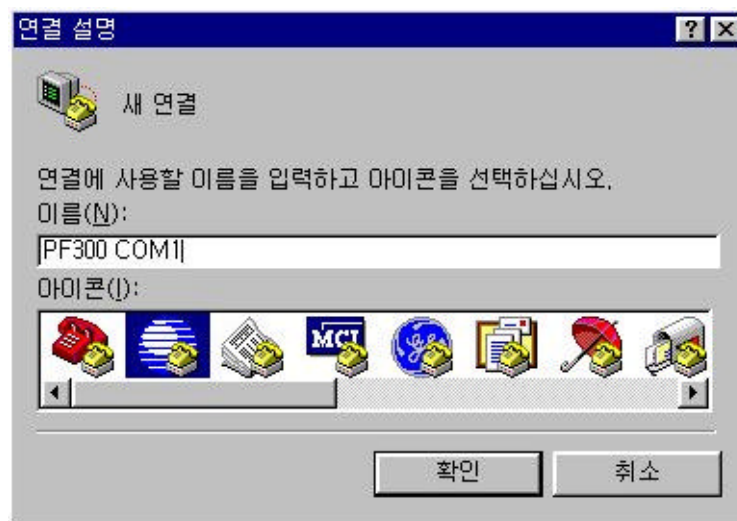 연결 설명
새 연결
연결에 사용할 이름을 입력하고 아이콘을 선택하십시오.
이름(N):
PF300 COM1
아이콘(I):
MCI
확인 취소